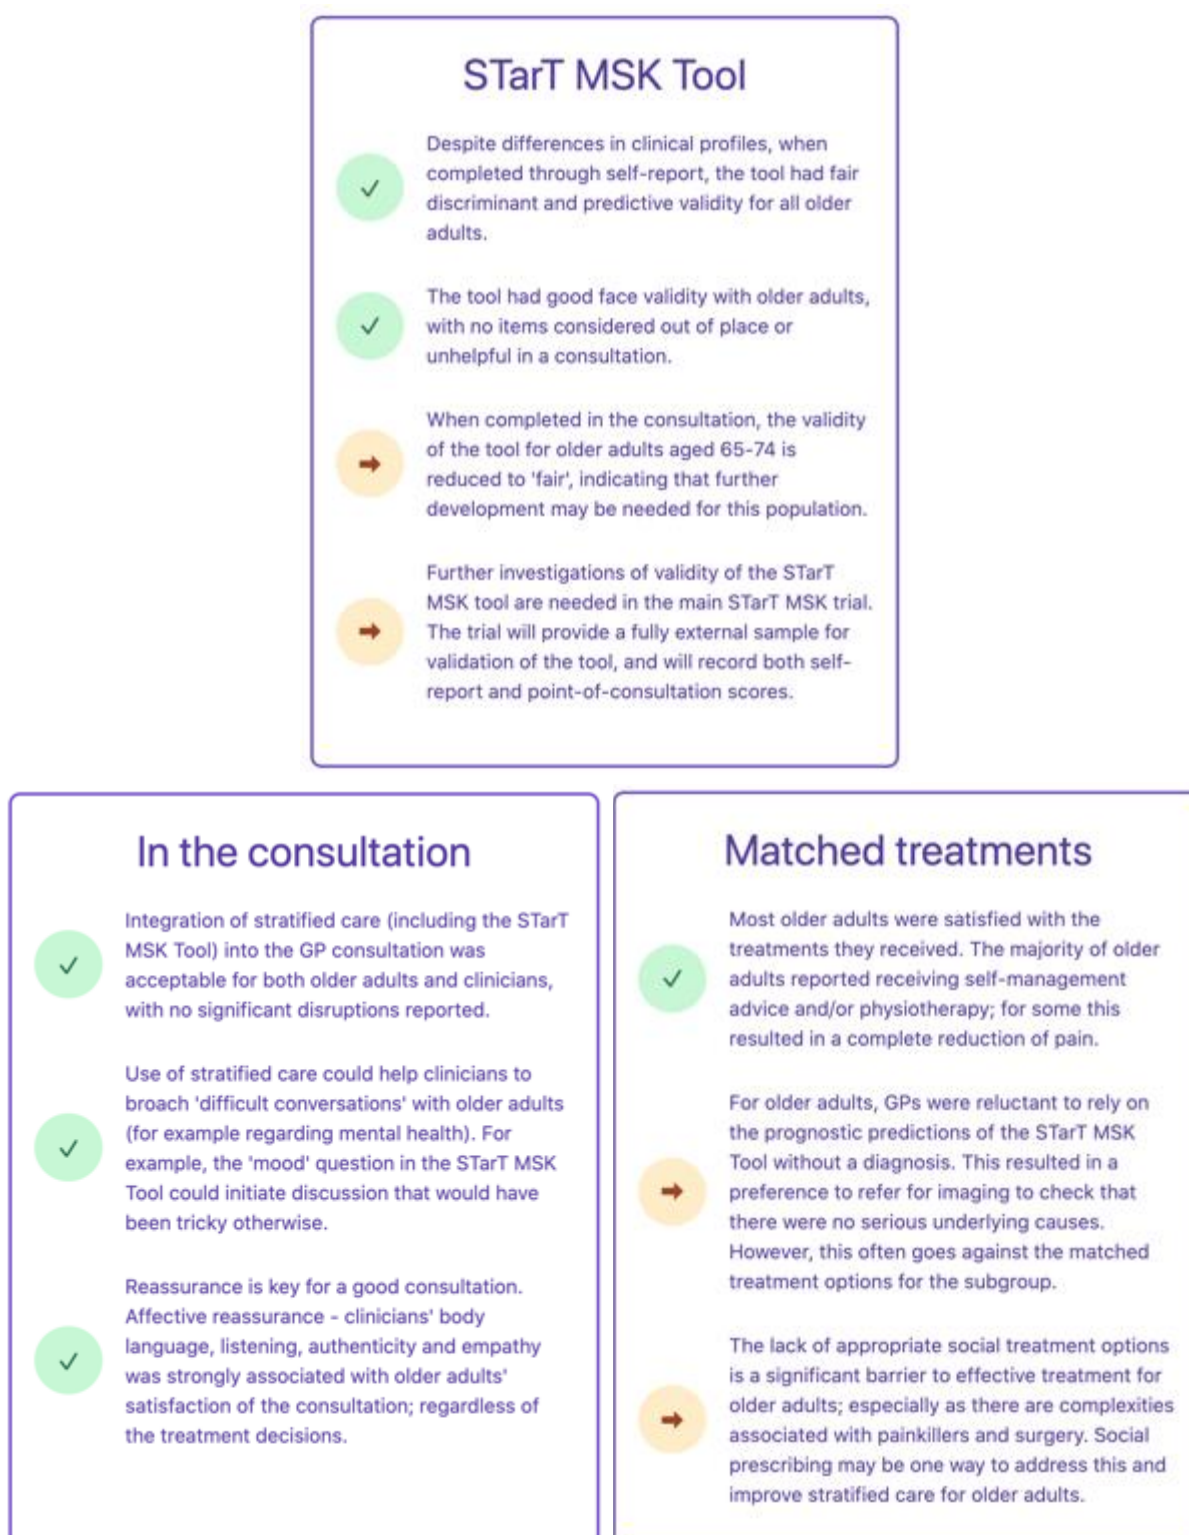 STarT MSK Tool
Despite differences in clinical profiles, when
completed through self-report, the tool had fair
discriminant and predictive validity for all older
adults.
The tool had good face validity with older adults,
with no items considered out of place or
unhelpful in a consultation.
When completed in the consultation, the validity
of the tool for older adults aged 65-74 is
reduced to 'fair', indicating that further
development may be needed for this population.
Further investigations of validity of the STarT
MSK tool are needed in the main STarT MSK trial.
The trial will provide a fully external sample for
validation of the tool, and will record both self-
report and point-of-consultation scores.
In the consultation
Integration of stratified care (including the STarT
MSK Tool) into the GP consultation was
acceptable for both older adults and clinicians,
with no significant disruptions reported.
Use of stratified care could help clinicians to
broach 'difficult conversations' with older adults
(for example regarding mental health). For
example, the 'mood' question in the STarT MSK
Tool could initiate discussion that would have
been tricky otherwise.
Reassurance is key for a good consultation.
Affective reassurance - clinicians' body
language, listening, authenticity and empathy
was strongly associated with older adults'
satisfaction of the consultation; regardless of
the treatment decisions.
Matched treatments
Most older adults were satisfied with the
treatments they received. The majority of older
adults reported receiving self-management
advice and/or physiotherapy; for some this
resulted in a complete reduction of pain.
For older adults, GPs were reluctant to rely on
the prognostic predictions of the STarT MSK
Tool without a diagnosis. This resulted in a
preference to refer for imaging to check that
there were no serious underlying causes.
However, this often goes against the matched
treatment options for the subgroup.
The lack of appropriate social treatment options
is a significant barrier to effective treatment for
older adults; especially as there are complexities
associated with painkillers and surgery. Social
prescribing may be one way to address this and
improve stratified care for older adults.